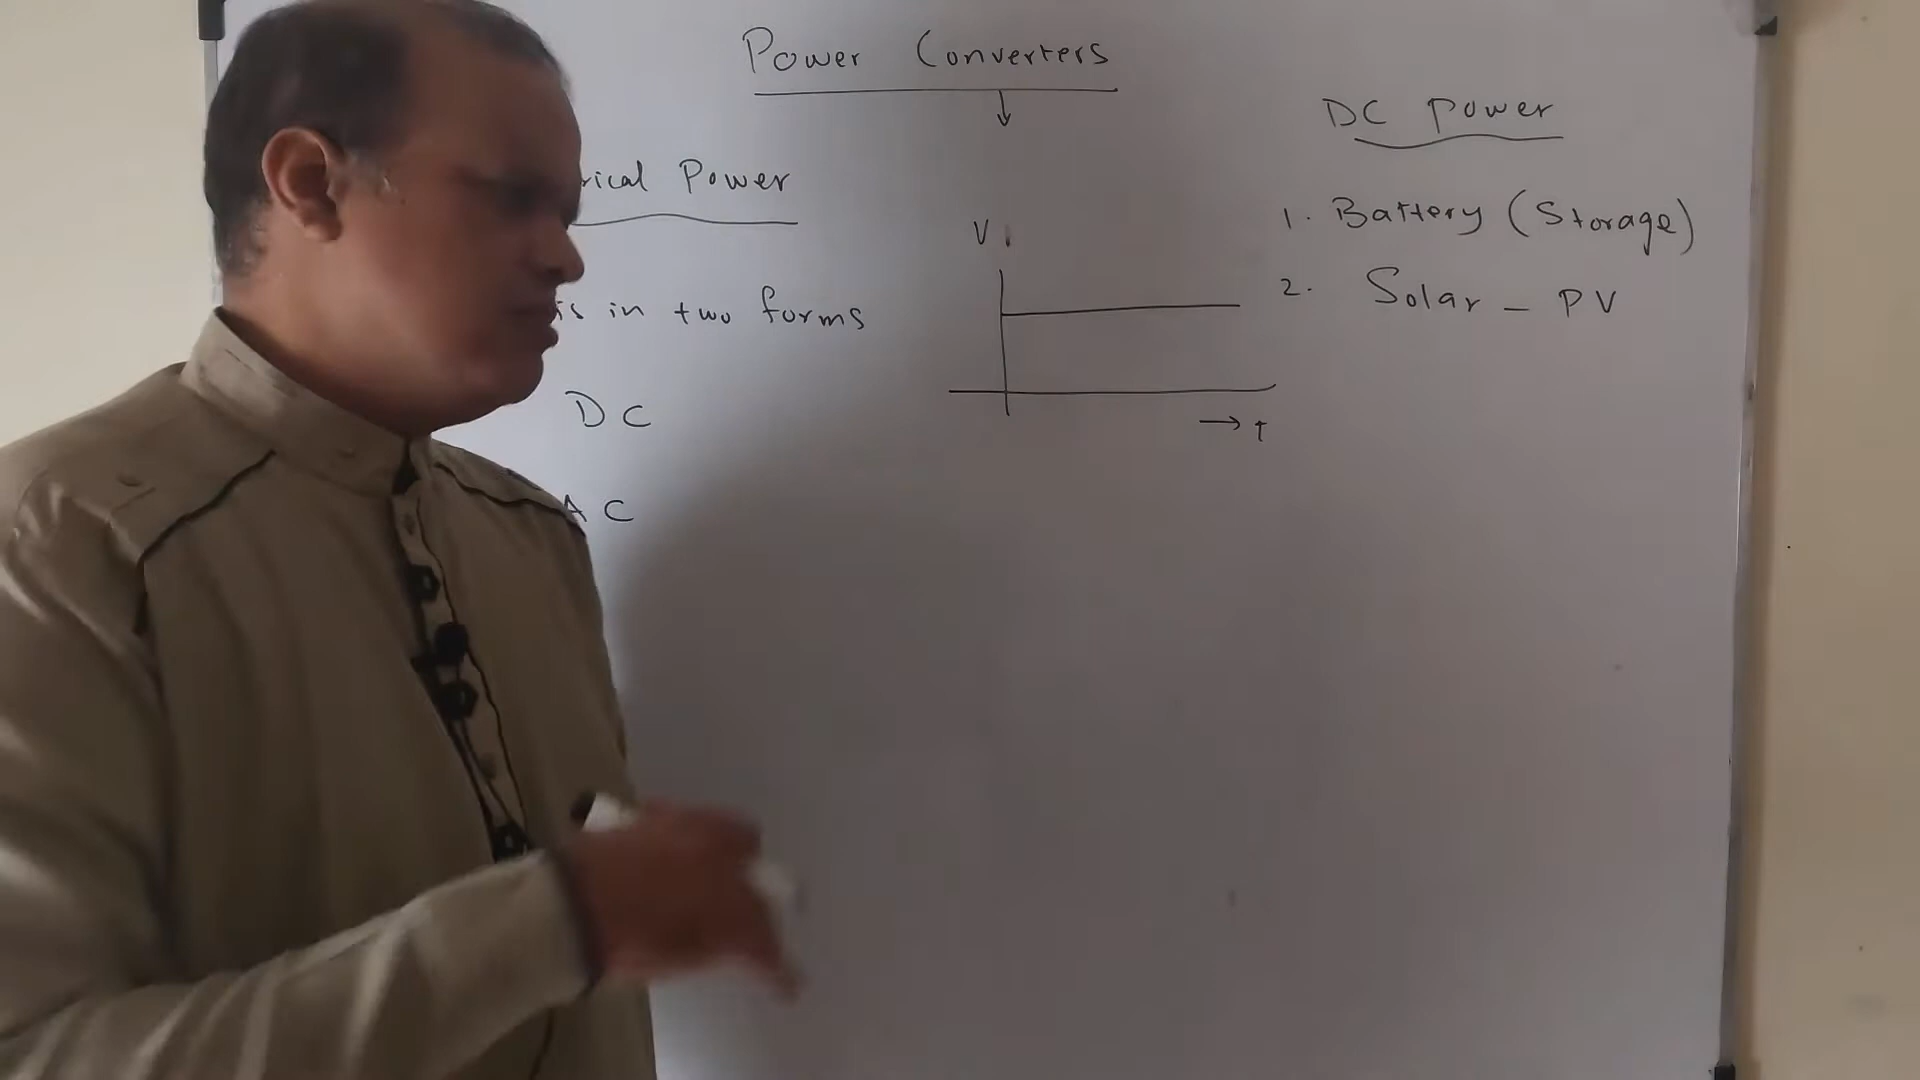 Power Converters
rical Power
is in two forms
DC
AC
V
→ t
DC Power
1. Battery (Storage)
2. Solar - PV